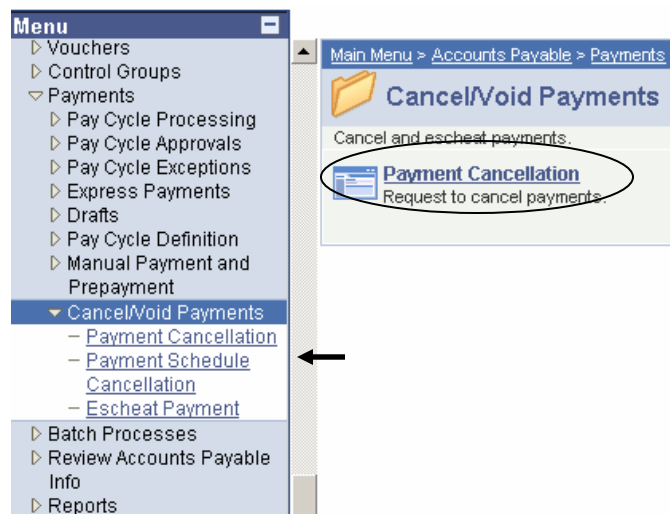 Menu
Vouchers
Control Groups
Payments
Pay Cycle Processing
Pay Cycle Approvals
Pay Cycle Exceptions
Express Payments
Drafts
Pay Cycle Definition
Manual Payment and
Prepayment
Cancel/Void Payments
– Payment Cancellation
– Payment Schedule
Cancellation
– Escheat Payment
Batch Processes
Review Accounts Payable
Info
Reports
Main Menu > Accounts Payable > Payments
Cancel/Void Payments
Cancel and escheat payments.
Payment Cancellation
Request to cancel payments.